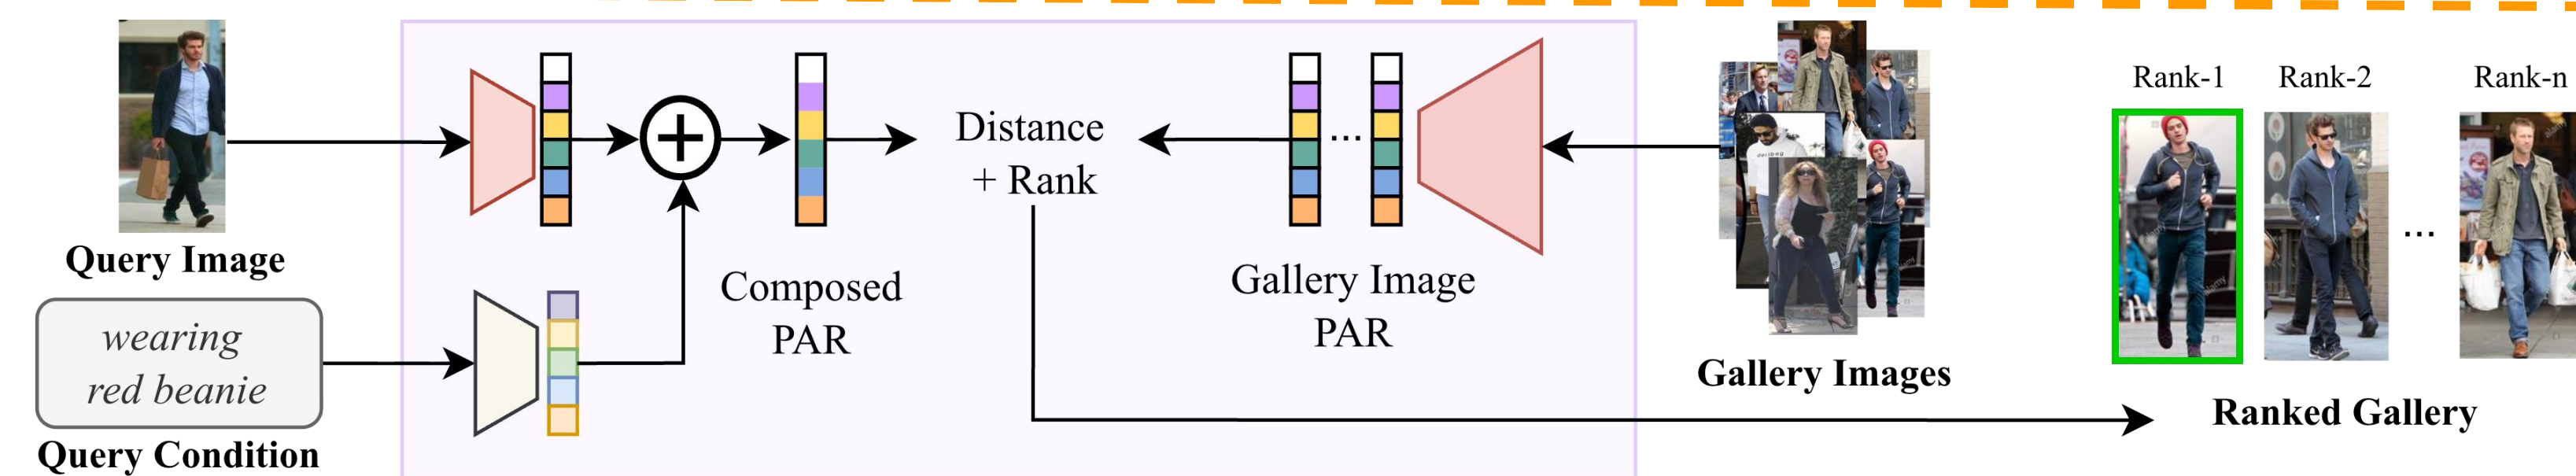 Query Image
wearing
red beanie
Query Condition
Composed
PAR
Distance
+ Rank
...
Gallery Image
PAR
Gallery Images
Rank-1
Rank-2
Rank-n
...
Ranked Gallery